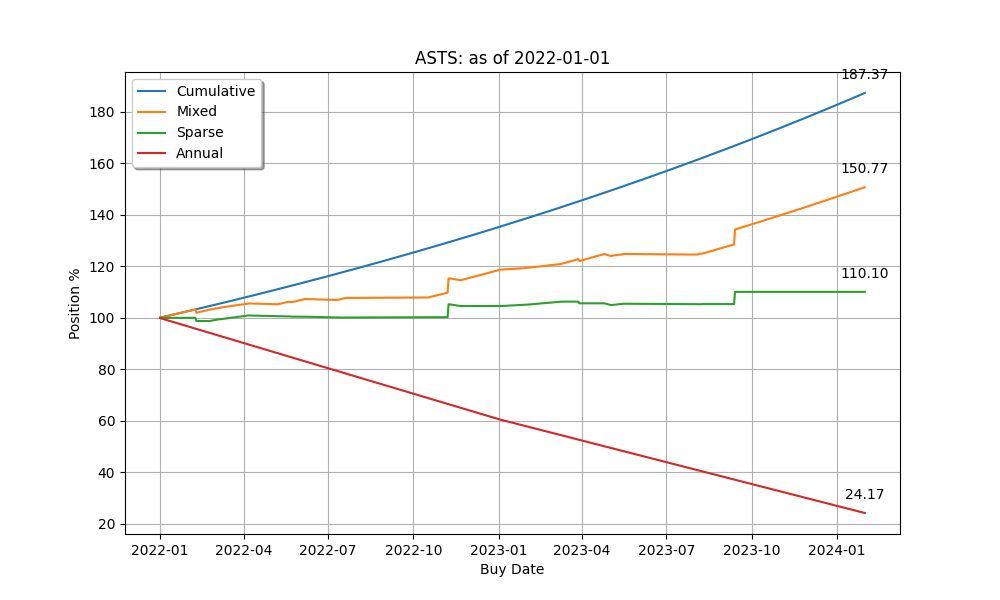 ASTS: as of 2022-01-01
Cumulative
Mixed
Sparse
Annual
187.37
150.77
110.10
24.17
Position %
180
160
140
120
100
80
60
40
20
2022-01 2022-04 2022-07 2022-10 2023-01 2023-04 2023-07 2023-10 2024-01
Buy Date